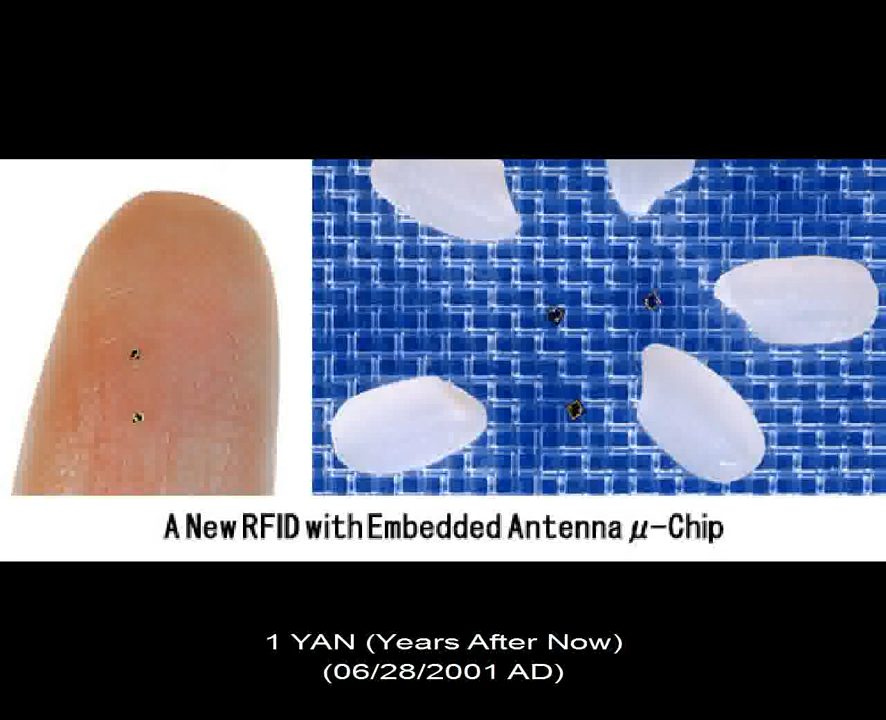 A New RFID with Embedded Antenna μ-Chip
1 YAN (Years After Now)
(06/28/2001 AD)